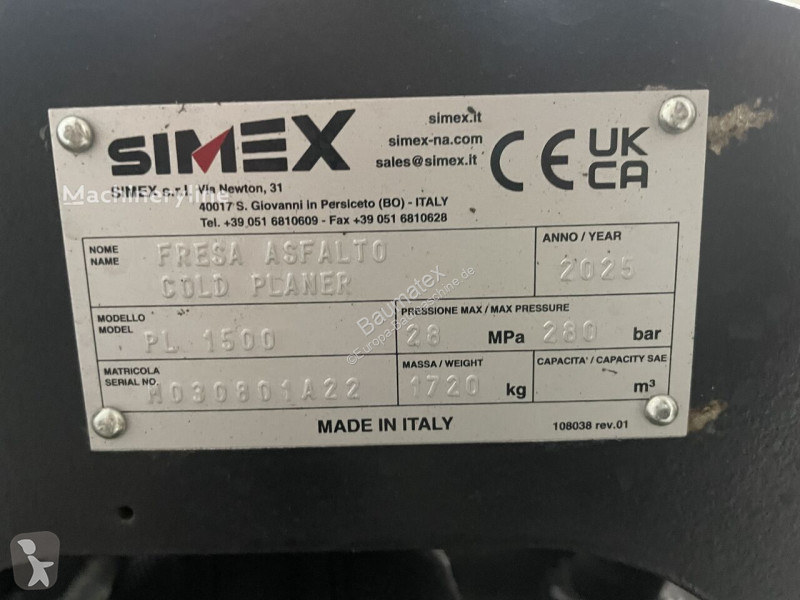 SIMEX
simex.it
simex-na.com
sales@simex.it
CE UK CA
SIMEX s.r.l. Via Newton, 31
40017 S. Giovanni in Persiceto (BO) - ITALY
Tel. +39 051 6810609 - Fax +39 051 6810628
Machineryline
NOME
NAME
FRESA ASFALTO
COLD PLANER
ANNO / YEAR
2025
MODELLO
MODEL
PL 1500
PRESSIONE MAX / MAX PRESSURE
28 MPa 280 bar
MATRICOLA
SERIAL NO.
M030801A22
MASSA / WEIGHT
1720 kg
CAPACITA' / CAPACITY SAE
m³
MADE IN ITALY
108038 rev.01
Baumatex
©Europa-Baumaschine.de